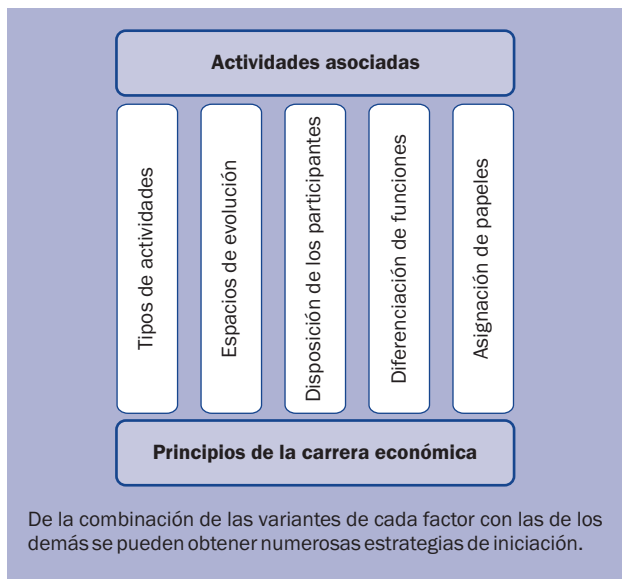 Actividades asociadas
Tipos de actividades
Espacios de evolución
Disposición de los participantes
Diferenciación de funciones
Asignación de papeles
Principios de la carrera económica
De la combinación de las variantes de cada factor con las de los
demás se pueden obtener numerosas estrategias de iniciación.